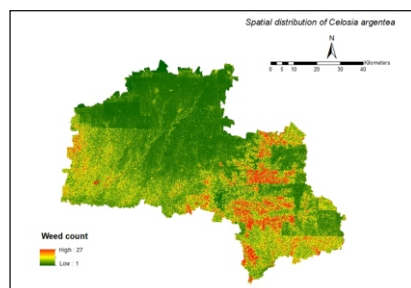 Spatial distribution of Celosia argentea
N
0 5 10 20 30 40 Kilometers
Weed count
High : 27
Low : 1